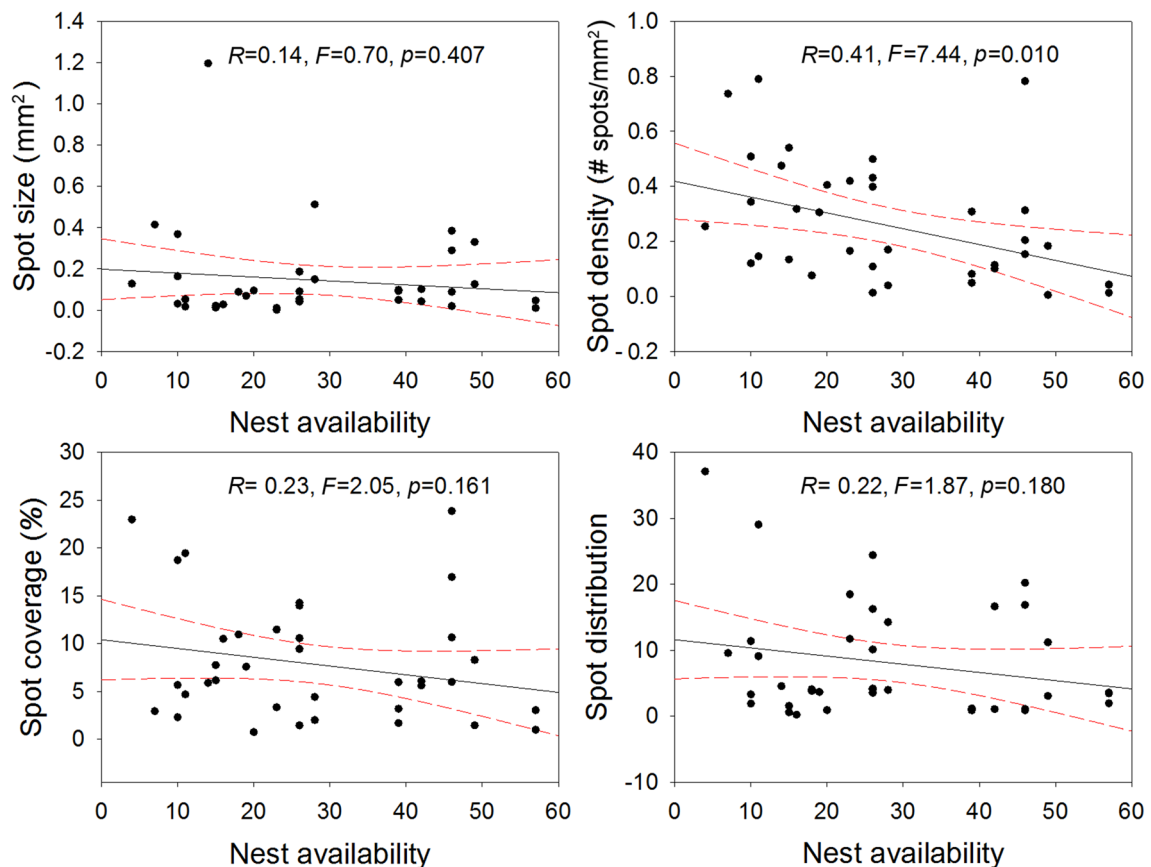 1.4
1.2
1.0
0.8
0.6
0.4
0.2
0.0
-0.2
Spot size (mm²)
R=0.14, F=0.70, p=0.407
0 10 20 30 40 50 60
Nest availability
1.0
0.8
0.6
0.4
0.2
0.0
- 0.2
Spot density (# spots/mm²)
R=0.41, F=7.44, p=0.010
0 10 20 30 40 50 60
Nest availability
30
25
20
15
10
5
0
Spot coverage (%)
R= 0.23, F=2.05, p=0.161
0 10 20 30 40 50 60
Nest availability
40
30
20
10
0
-10
Spot distribution
R= 0.22, F=1.87, p=0.180
0 10 20 30 40 50 60
Nest availability